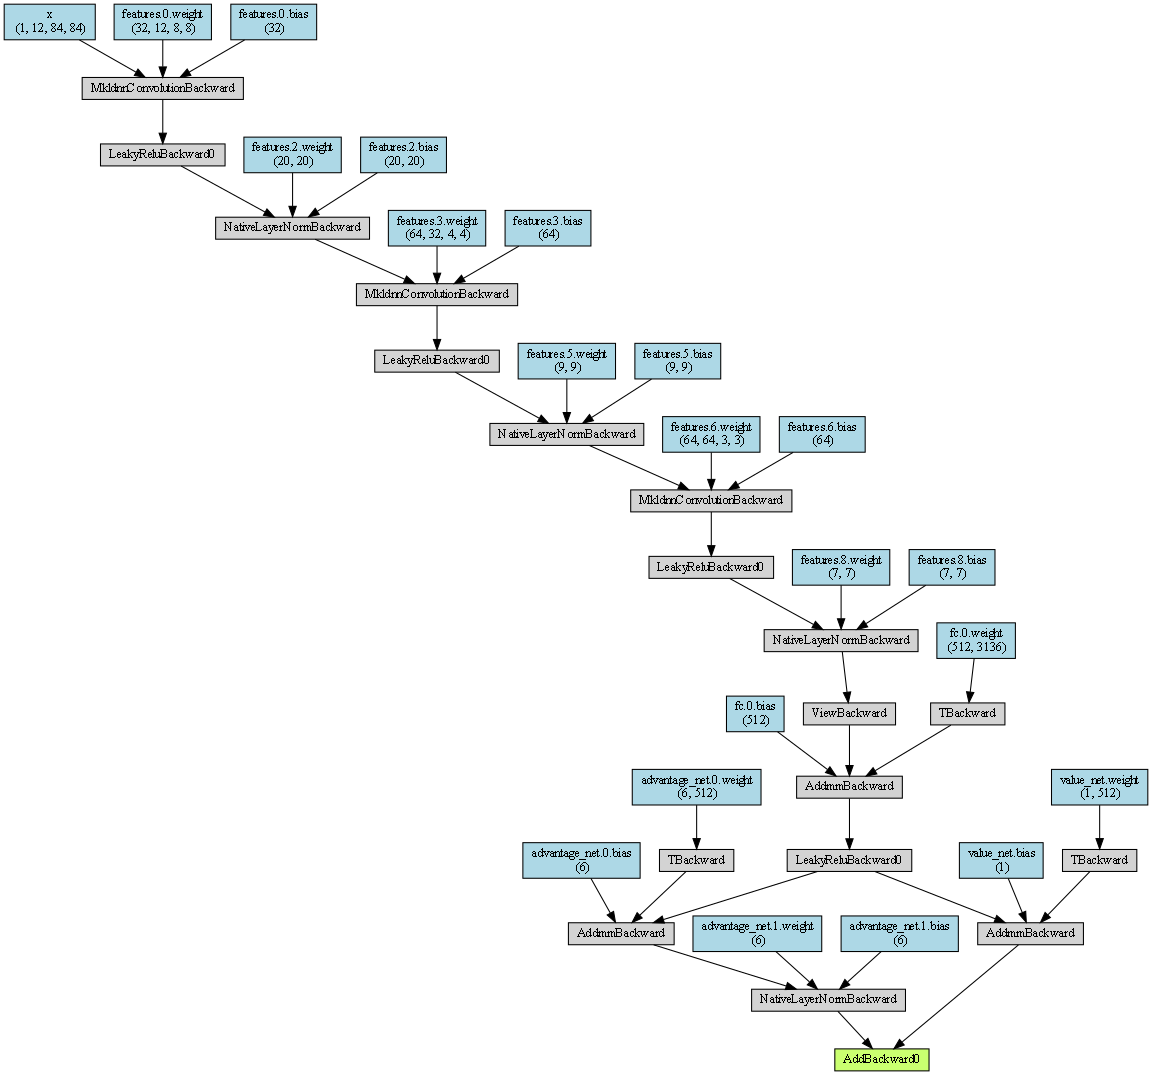 x
(1, 12, 84, 84)
features.0.weight
(32, 12, 8, 8)
features.0.bias
(32)
MkldnnConvolutionBackward
LeakyReluBackward0
features.2.weight
(20, 20)
features.2.bias
(20, 20)
NativeLayerNormBackward
features.3.weight
(64, 32, 4, 4)
features.3.bias
(64)
MkldnnConvolutionBackward
LeakyReluBackward0
features.5.weight
(9, 9)
features.5.bias
(9, 9)
NativeLayerNormBackward
features.6.weight
(64, 64, 3, 3)
features.6.bias
(64)
MkldnnConvolutionBackward
LeakyReluBackward0
features.8.weight
(7, 7)
features.8.bias
(7, 7)
NativeLayerNormBackward
fc.0.weight
(512, 3136)
fc.0.bias
(512)
ViewBackward
TBackward
AddmmBackward
advantage_net.0.weight
(6, 512)
value_net.weight
(1, 512)
advantage_net.0.bias
(6)
TBackward
LeakyReluBackward0
value_net.bias
(1)
TBackward
AddmmBackward
advantage_net.1.weight
(6)
advantage_net.1.bias
(6)
AddmmBackward
NativeLayerNormBackward
AddBackward0